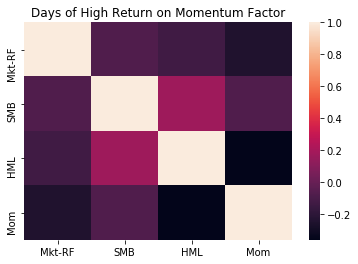 Days of High Return on Momentum Factor
Mkt-RF
SMB
HML
Mom
Mkt-RF SMB HML Mom
1.0
0.8
0.6
0.4
0.2
0.0
−0.2